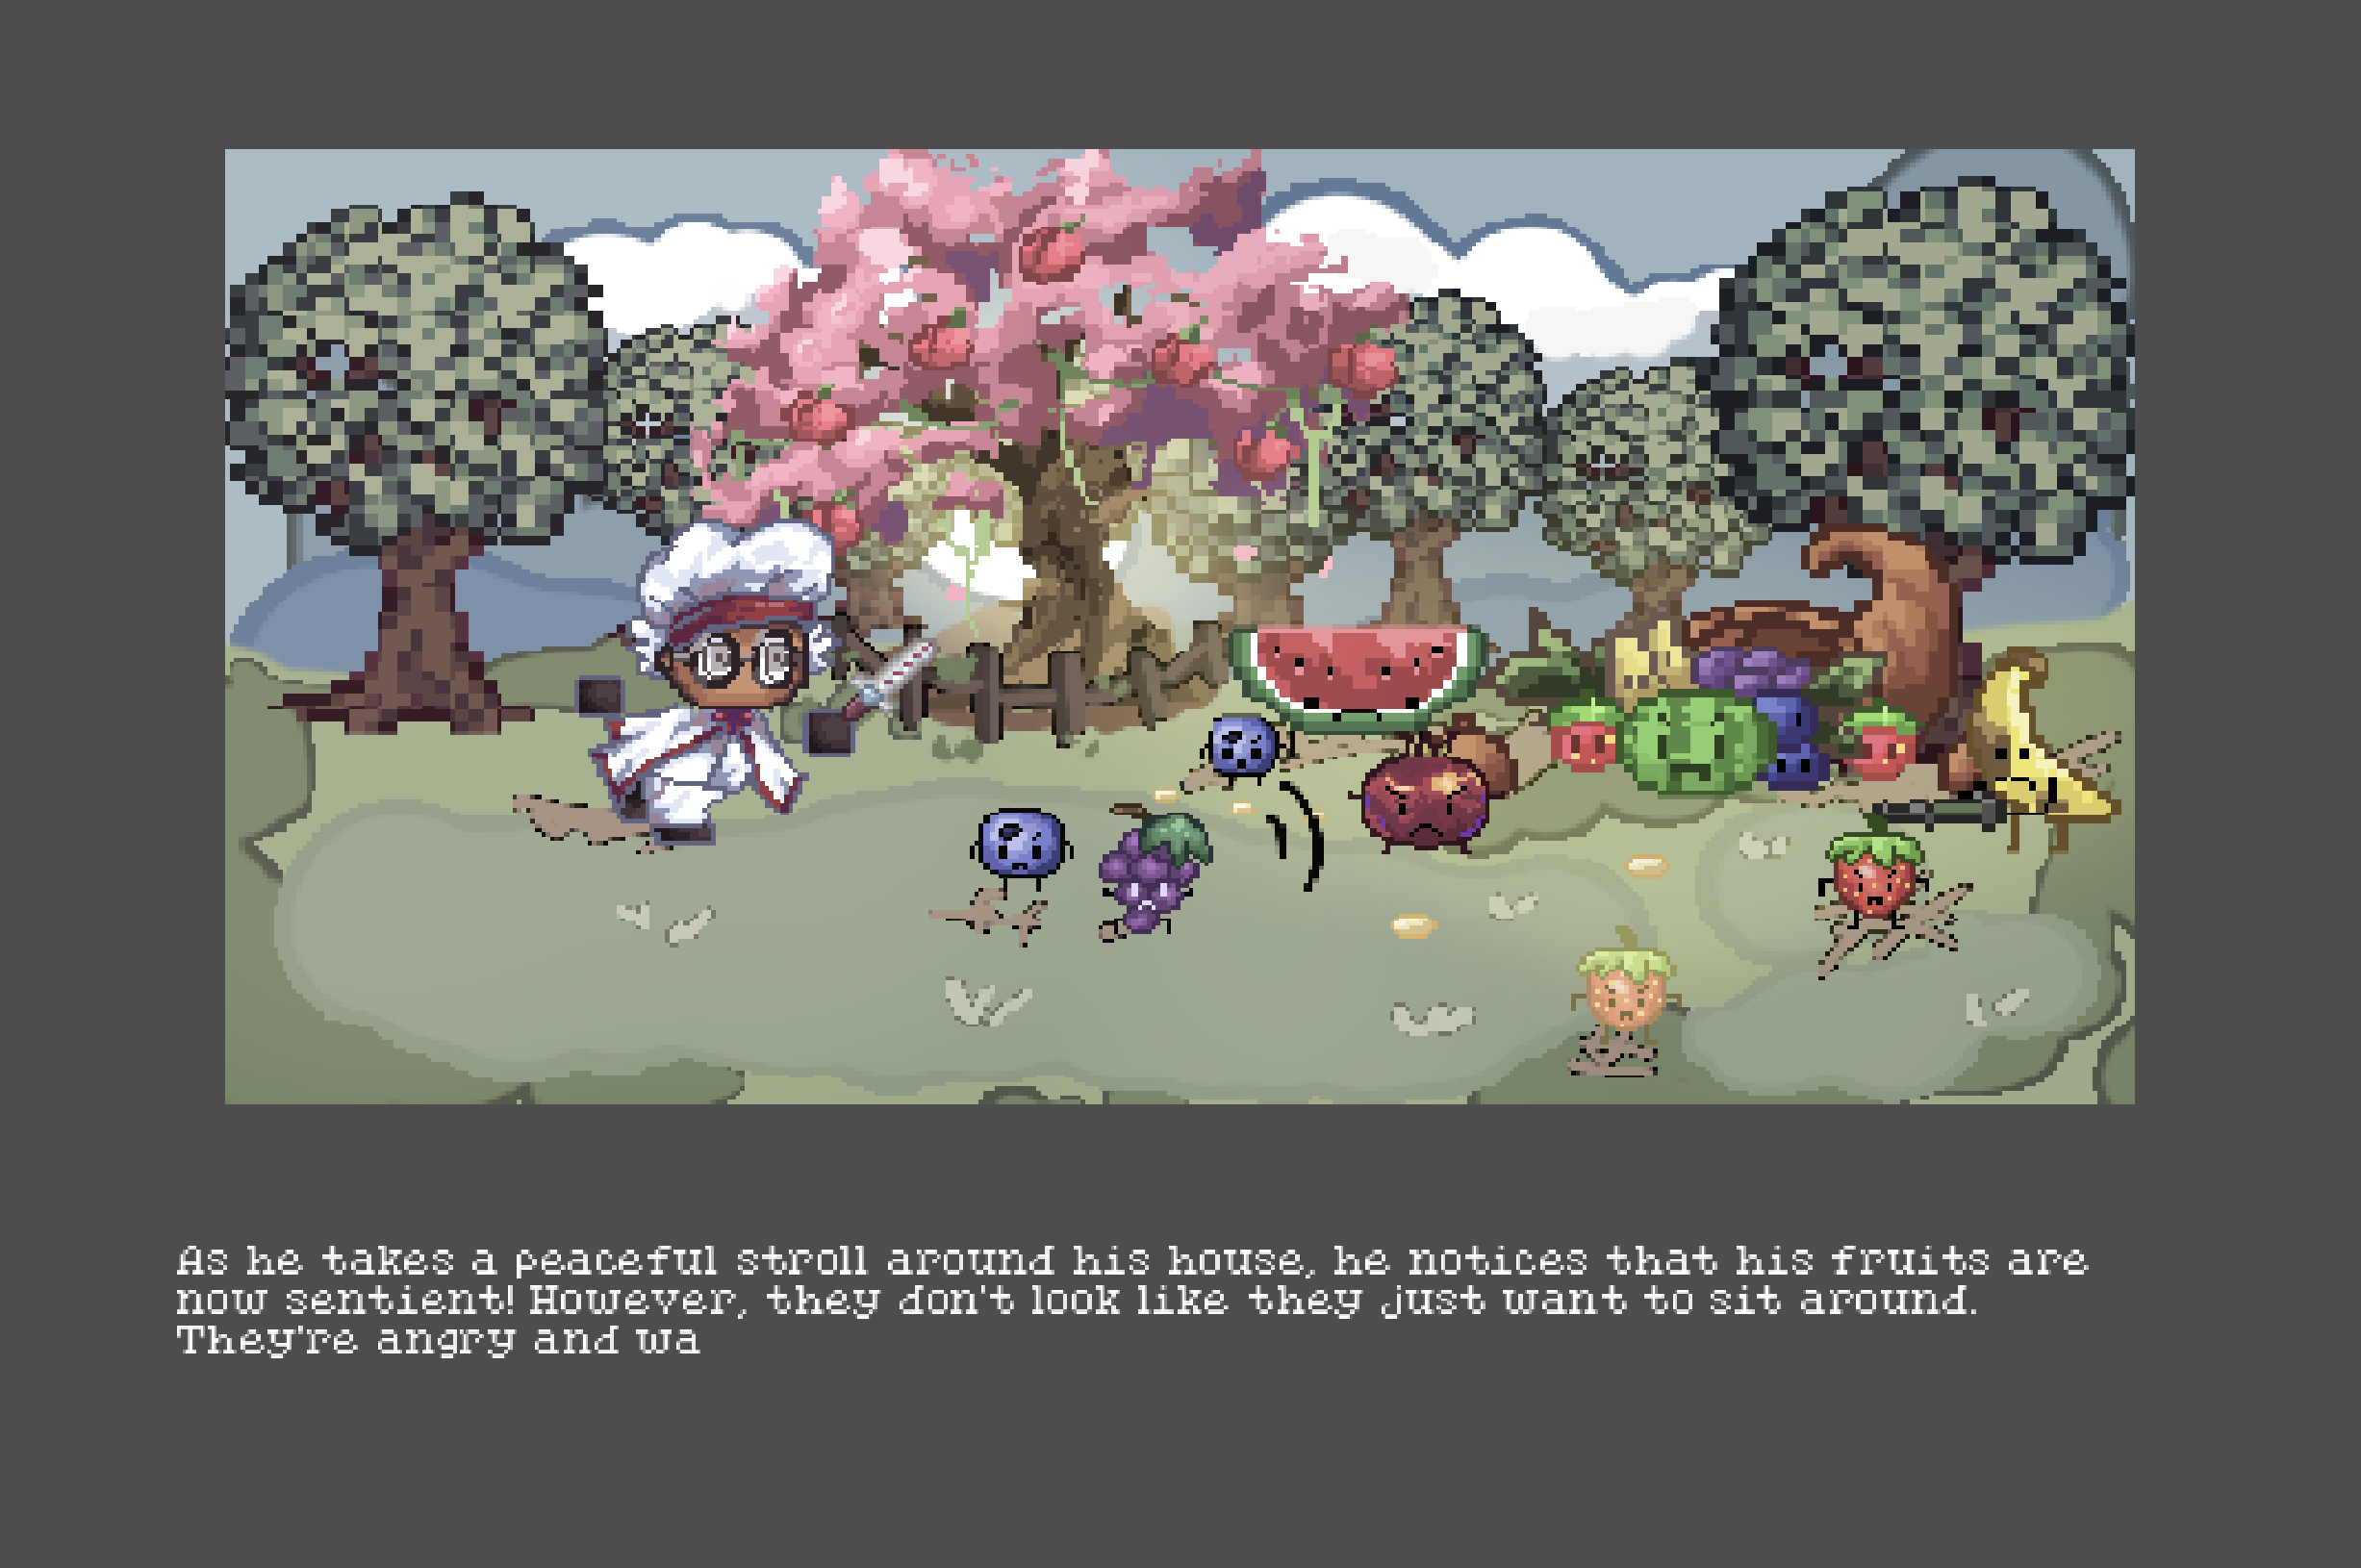 As he takes a peaceful stroll around his house, he notices that his fruits are
now sentient! However, they don't look like they just want to sit around.
They're angry and wa